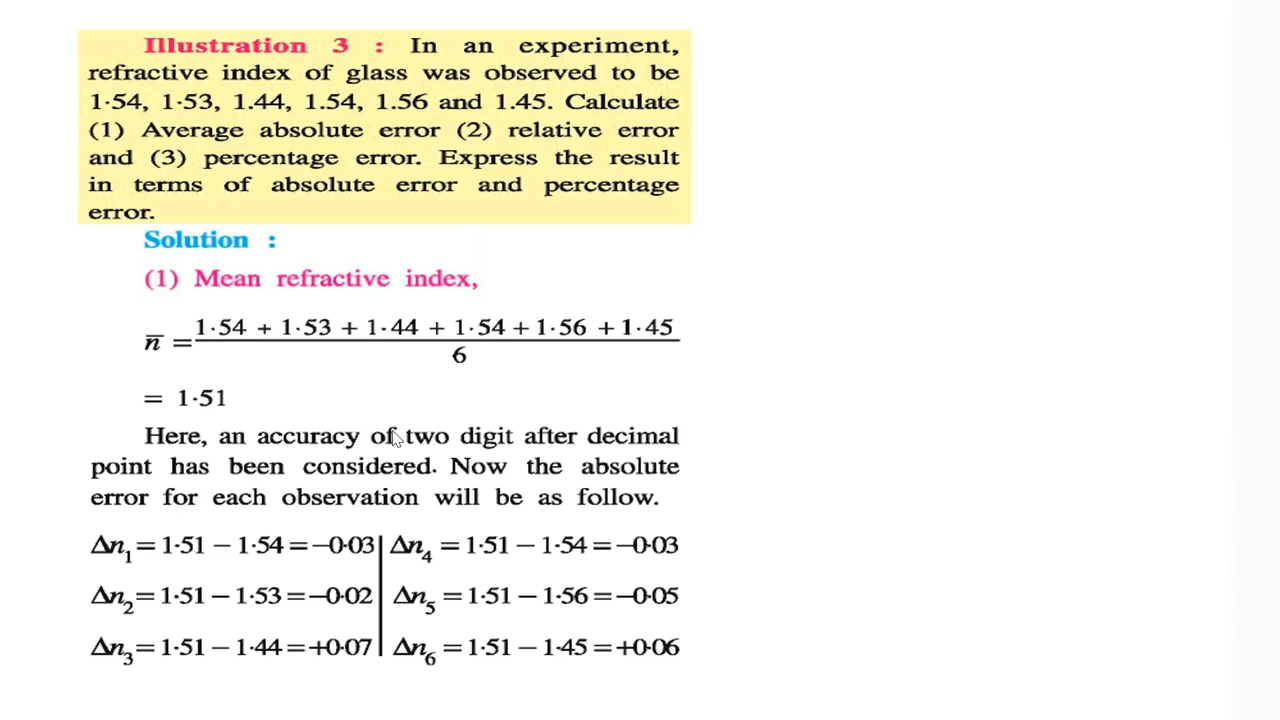 Illustration 3 : In an experiment,
refractive index of glass was observed to be
1·54, 1·53, 1.44, 1.54, 1.56 and 1.45. Calculate
(1) Average absolute error (2) relative error
and (3) percentage error. Express the result
in terms of absolute error and percentage
error.
Solution :
(1) Mean refractive index,
n̅ = 1·54 + 1·53 + 1·44 + 1·54 + 1·56 + 1·45
6
= 1·51
Here, an accuracy of two digit after decimal
point has been considered. Now the absolute
error for each observation will be as follow.
Δn₁ = 1·51 – 1·54 = –0·03 | Δn₄ = 1·51 – 1·54 = –0·03
Δn₂ = 1·51 – 1·53 = –0·02 | Δn₅ = 1·51 – 1·56 = –0·05
Δn₃ = 1·51 – 1·44 = +0·07 | Δn₆ = 1·51 – 1·45 = +0·06